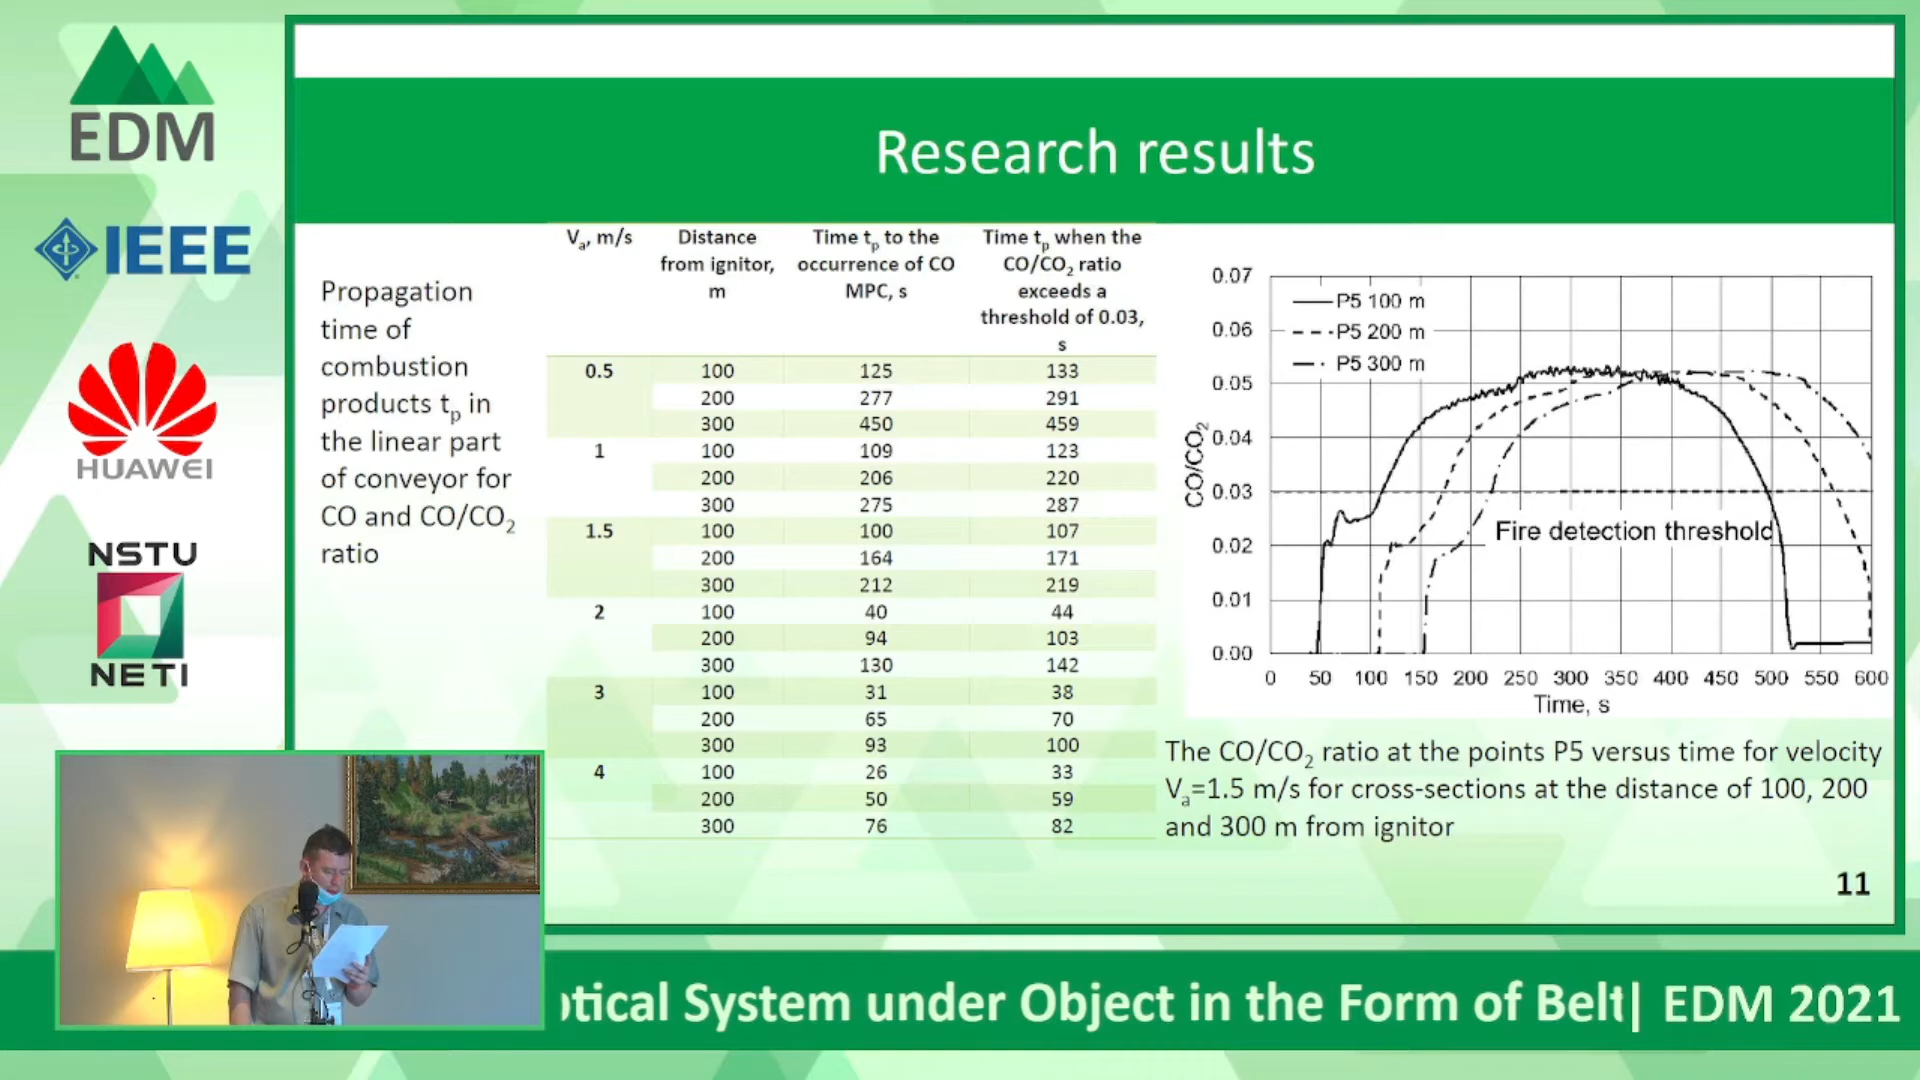 EDM
IEEE
HUAWEI
NSTU
NETI
Research results
Propagation
time of
combustion
products tp in
the linear part
of conveyor for
CO and CO/CO2
ratio
Va, m/s Distance from ignitor, m Time tp to the occurrence of CO MPC, s Time tp when the CO/CO2 ratio exceeds a threshold of 0.03, s
0.5 100 125 133
200 277 291
300 450 459
1 100 109 123
200 206 220
300 275 287
1.5 100 100 107
200 164 171
300 212 219
2 100 40 44
200 94 103
300 130 142
3 100 31 38
200 65 70
300 93 100
4 100 26 33
200 50 59
300 76 82
0.07
0.06
0.05
0.04
0.03
0.02
0.01
0.00
CO/CO2
P5 100 m
P5 200 m
P5 300 m
Fire detection threshold
0 50 100 150 200 250 300 350 400 450 500 550 600
Time, s
The CO/CO2 ratio at the points P5 versus time for velocity
Va=1.5 m/s for cross-sections at the distance of 100, 200
and 300 m from ignitor
11
ptical System under Object in the Form of Belt| EDM 2021